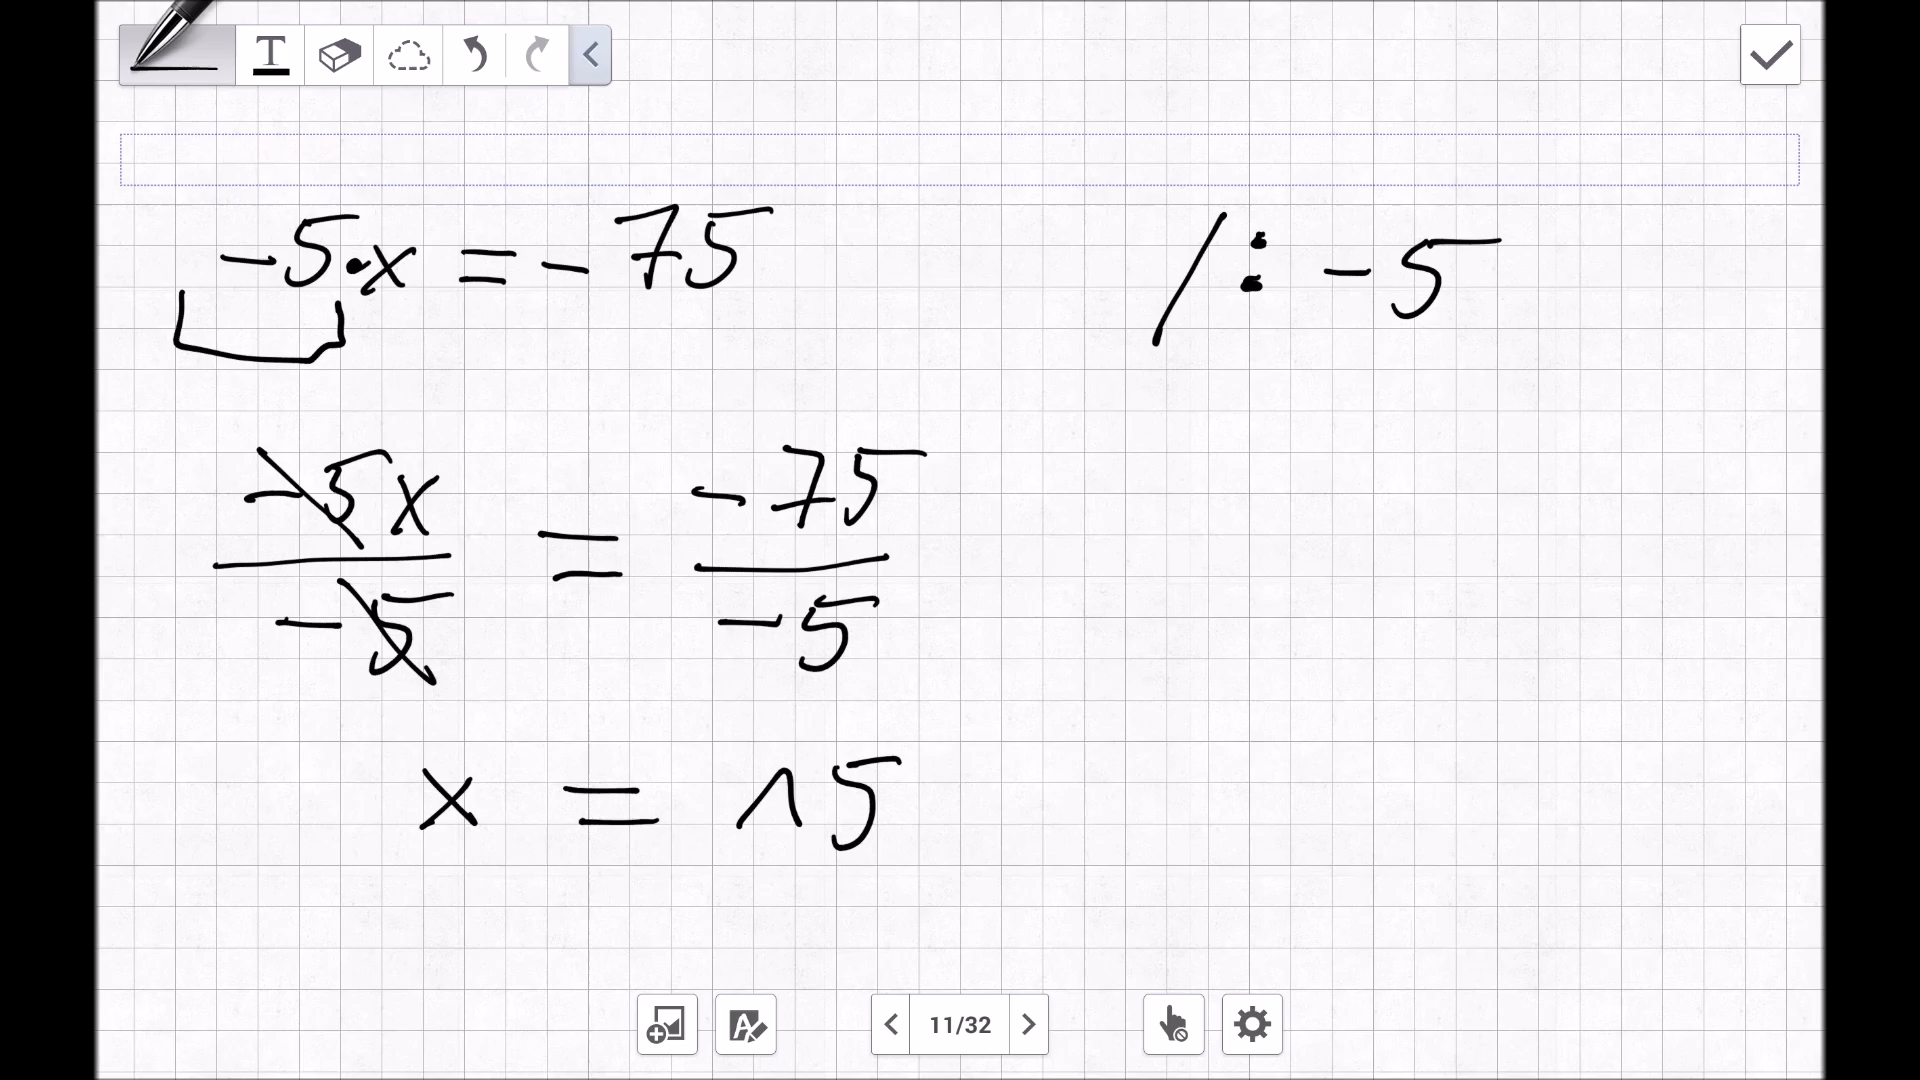 T
-5·x = -75 /: -5
-5x/-5 = -75/-5
x = 15
11/32